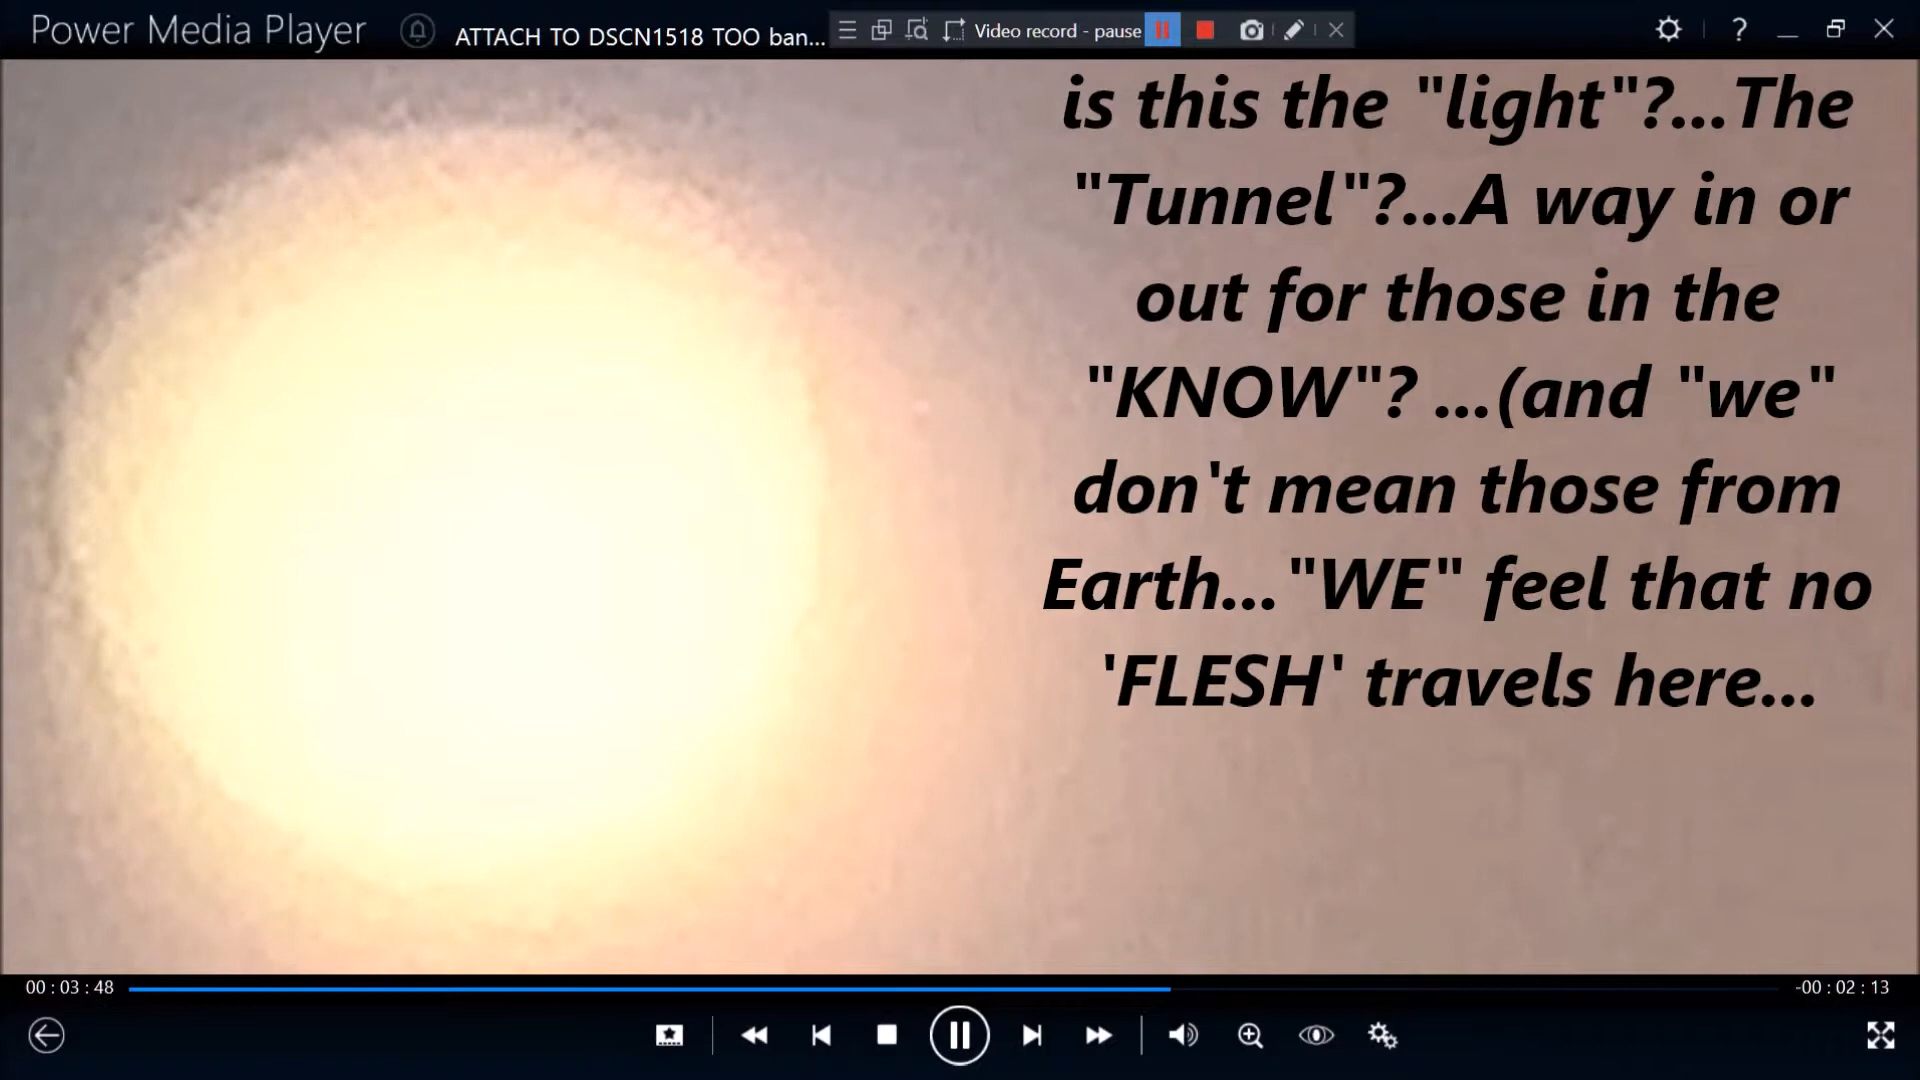 Power Media Player
ATTACH TO DSCN1518 TOO ban...
Video record - pause
is this the "light"?...The
"Tunnel"?...A way in or
out for those in the
"KNOW"? ...(and "we"
don't mean those from
Earth..."WE" feel that no
'FLESH' travels here...
00 : 03 : 48
-00 : 02 : 13